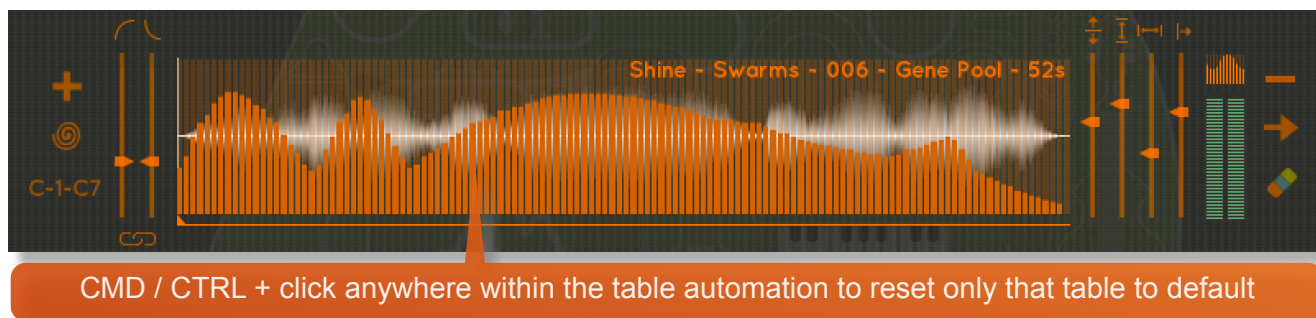 Shine - Swarms - 006 - Gene Pool - 52s
C-1-C7
CMD / CTRL + click anywhere within the table automation to reset only that table to default